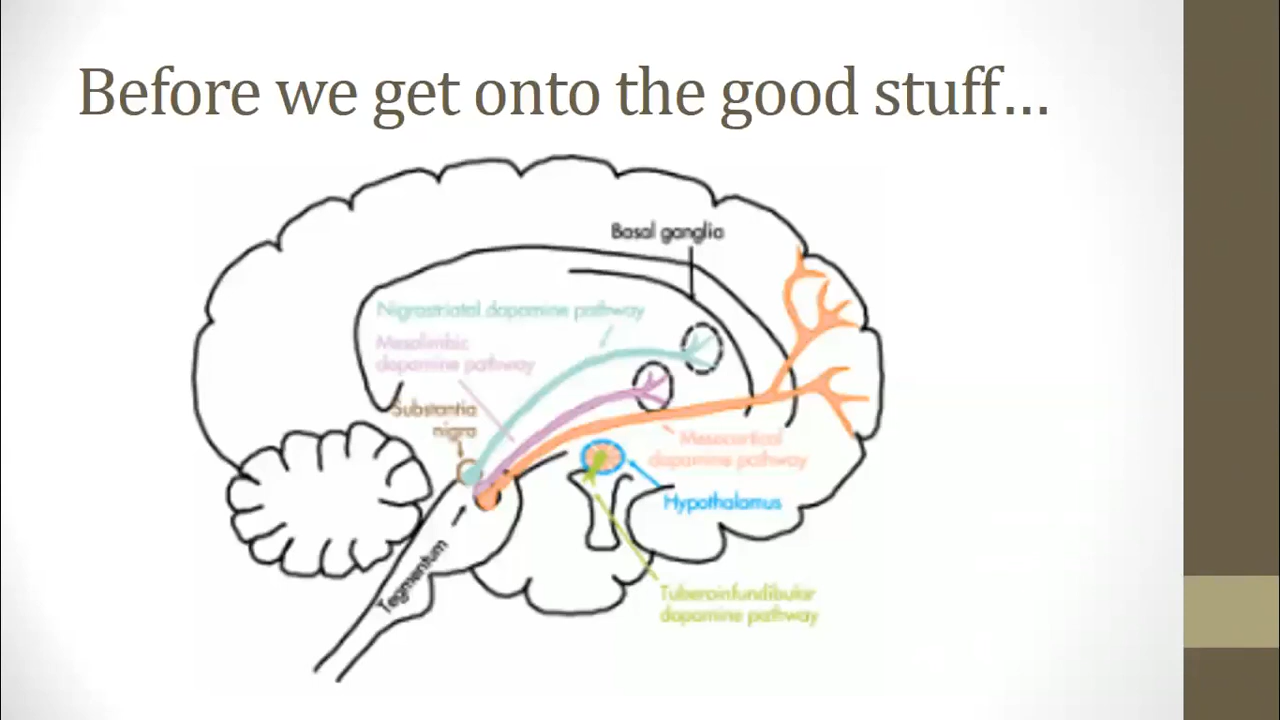 Before we get onto the good stuff...
Basal ganglia
Nigrostriatal dopamine pathway
Mesolimbic
dopamine pathway
Substantia
nigra
Mesocortical
dopamine pathway
Hypothalamus
Tegmentum
Tuberoinfundibular
dopamine pathway